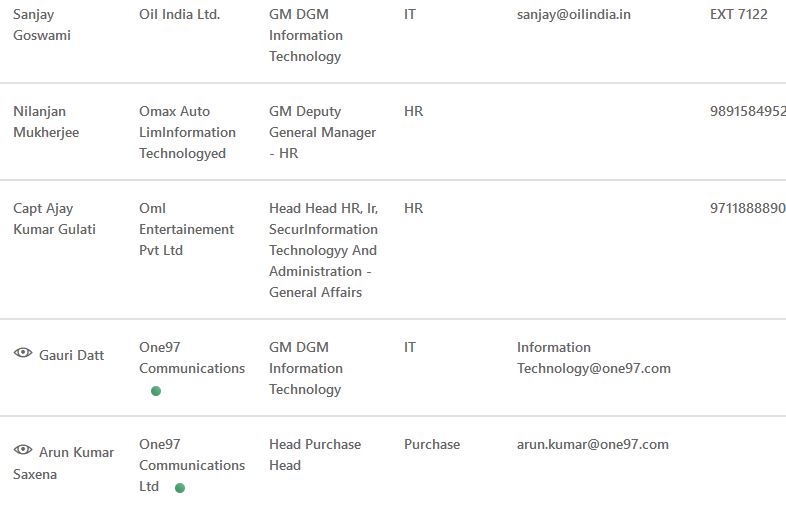 Sanjay Goswami
Oil India Ltd.
GM DGM Information Technology
IT
sanjay@oilindia.in
EXT 7122
Nilanjan Mukherjee
Omax Auto LimInformation Technologyed
GM Deputy General Manager - HR
HR
9891584952
Capt Ajay Kumar Gulati
Oml Entertainement Pvt Ltd
Head Head HR, Ir, SecurInformation Technologyy And Administration - General Affairs
HR
9711888890
Gauri Datt
One97 Communications
GM DGM Information Technology
IT
Information Technology@one97.com
Arun Kumar Saxena
One97 Communications Ltd
Head Purchase Head
Purchase
arun.kumar@one97.com